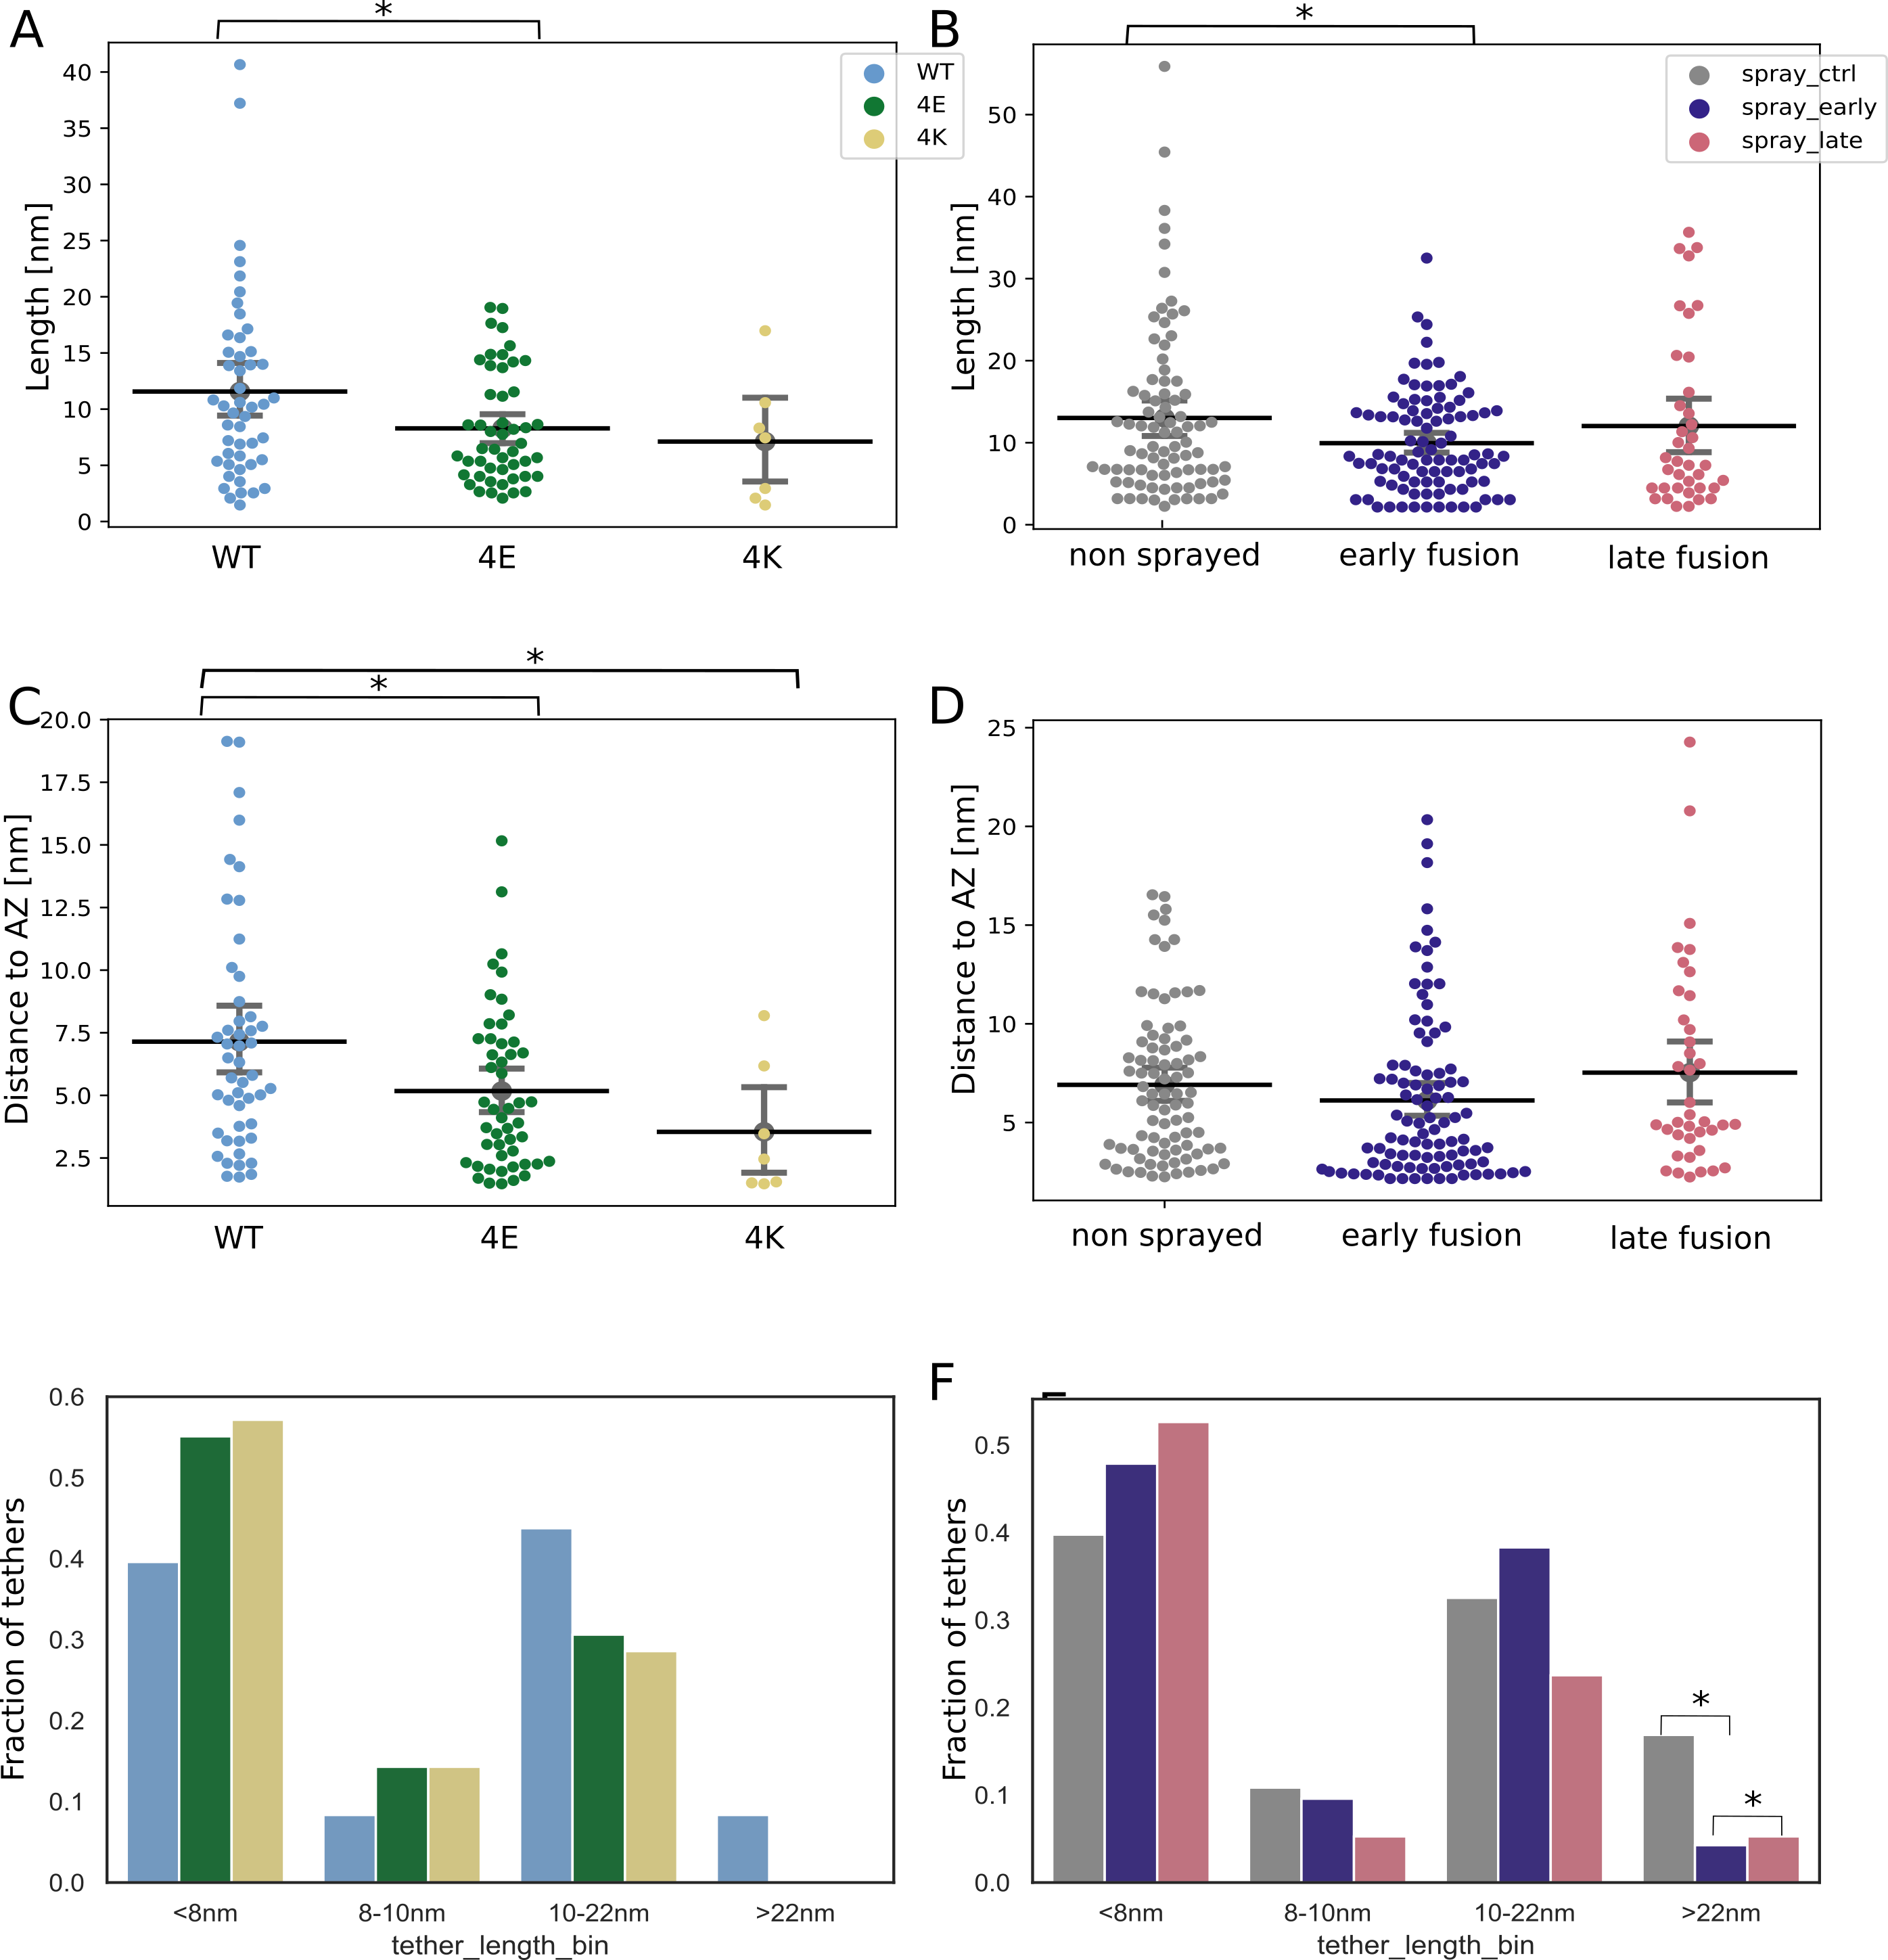 A
*
40
35
30
25
20
15
10
5
0
Length [nm]
WT
4E
4K
WT
4E
4K
B
*
50
40
30
20
10
0
Length [nm]
spray_ctrl
spray_early
spray_late
non sprayed
early fusion
late fusion
C
*
*
20.0
17.5
15.0
12.5
10.0
7.5
5.0
2.5
Distance to AZ [nm]
WT
4E
4K
D
25
20
15
10
5
Distance to AZ [nm]
non sprayed
early fusion
late fusion
0.6
0.5
0.4
0.3
0.2
0.1
0.0
Fraction of tethers
<8nm
8-10nm
10-22nm
>22nm
tether_length_bin
F
0.5
0.4
0.3
0.2
0.1
0.0
Fraction of tethers
*
*
<8nm
8-10nm
10-22nm
>22nm
tether_length_bin